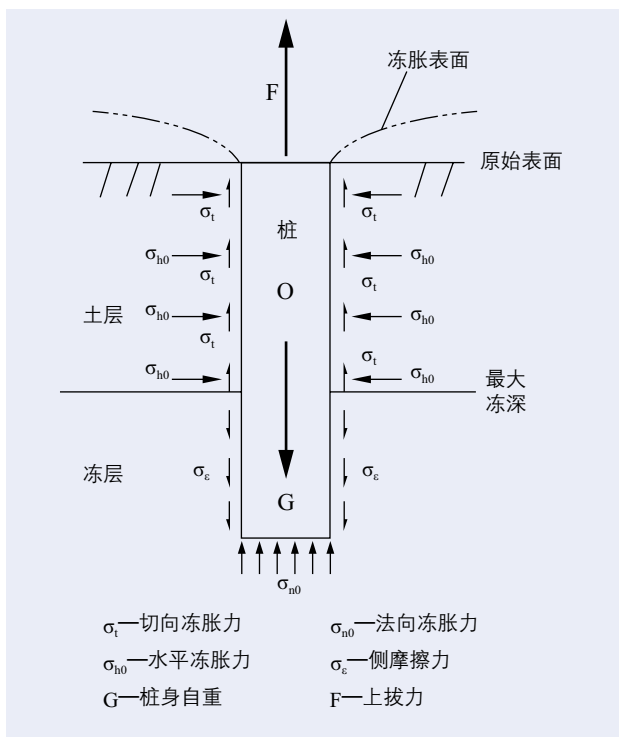 冻胀表面
F
原始表面
σt σt
桩
σh0 σh0
σt σt
O
土层 σh0 σh0
σt σt
σh0 σh0 最大
冻深
冻层 σε σε
G
σn0
σt—切向冻胀力 σn0—法向冻胀力
σh0—水平冻胀力 σε—侧摩擦力
G—桩身自重 F—上拔力